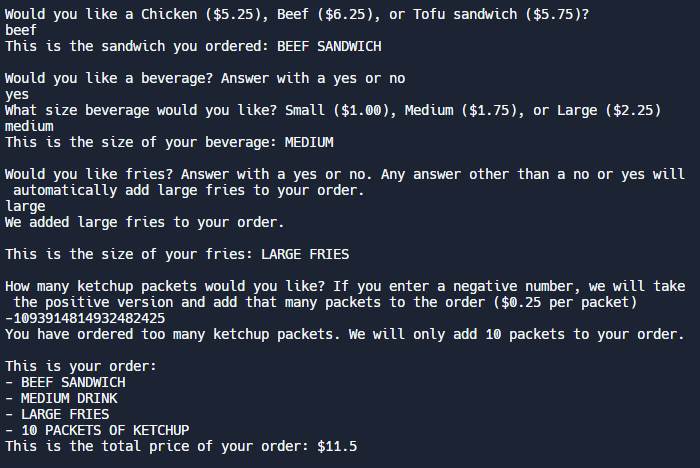 Would you like a Chicken ($5.25), Beef ($6.25), or Tofu sandwich ($5.75)?
beef
This is the sandwich you ordered: BEEF SANDWICH
Would you like a beverage? Answer with a yes or no
yes
What size beverage would you like? Small ($1.00), Medium ($1.75), or Large ($2.25)
medium
This is the size of your beverage: MEDIUM
Would you like fries? Answer with a yes or no. Any answer other than a no or yes will
automatically add large fries to your order.
large
We added large fries to your order.
This is the size of your fries: LARGE FRIES
How many ketchup packets would you like? If you enter a negative number, we will take
the positive version and add that many packets to the order ($0.25 per packet)
-1093914814932482425
You have ordered too many ketchup packets. We will only add 10 packets to your order.
This is your order:
- BEEF SANDWICH
- MEDIUM DRINK
- LARGE FRIES
- 10 PACKETS OF KETCHUP
This is the total price of your order: $11.5